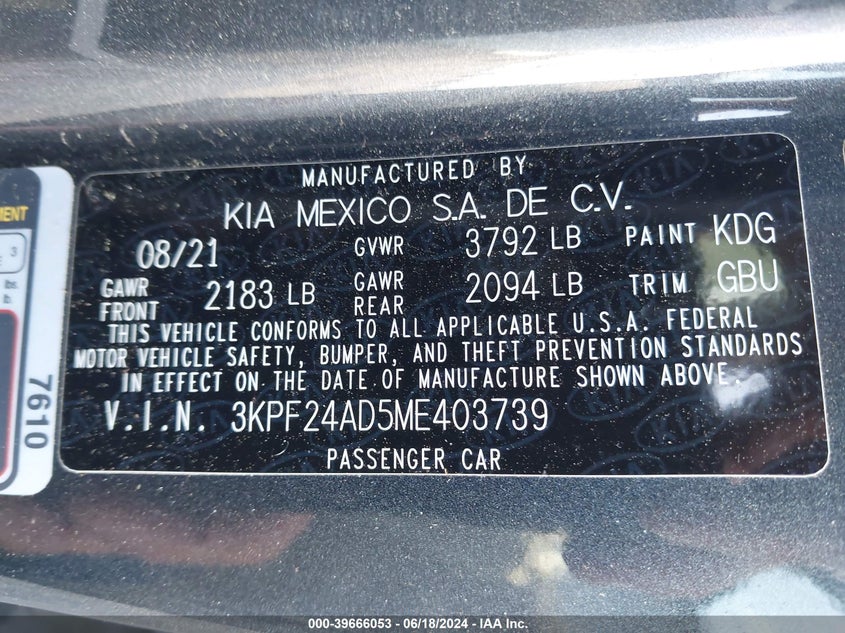 MANUFACTURED BY
KIA MEXICO S.A. DE C.V.
08/21 GVWR 3792 LB PAINT KDG
GAWR FRONT 2183 LB GAWR REAR 2094 LB TRIM GBU
THIS VEHICLE CONFORMS TO ALL APPLICABLE U.S.A. FEDERAL
MOTOR VEHICLE SAFETY, BUMPER, AND THEFT PREVENTION STANDARDS
IN EFFECT ON THE DATE OF MANUFACTURE SHOWN ABOVE.
V.I.N. 3KPF24AD5ME403739
PASSENGER CAR
3
lbs.
7610
000-39666053 - 06/18/2024 - IAA Inc.